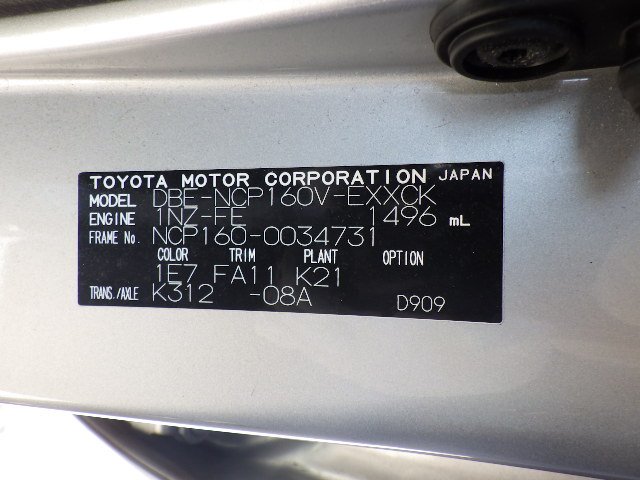 TOYOTA MOTOR CORPORATION JAPAN
MODEL DBE-NCP160V-EXXCK
ENGINE 1NZ-FE 1496 mL
FRAME No. NCP160-0034731
COLOR TRIM PLANT OPTION
1E7 FA11 K21
TRANS./AXLE K312 -08A D909